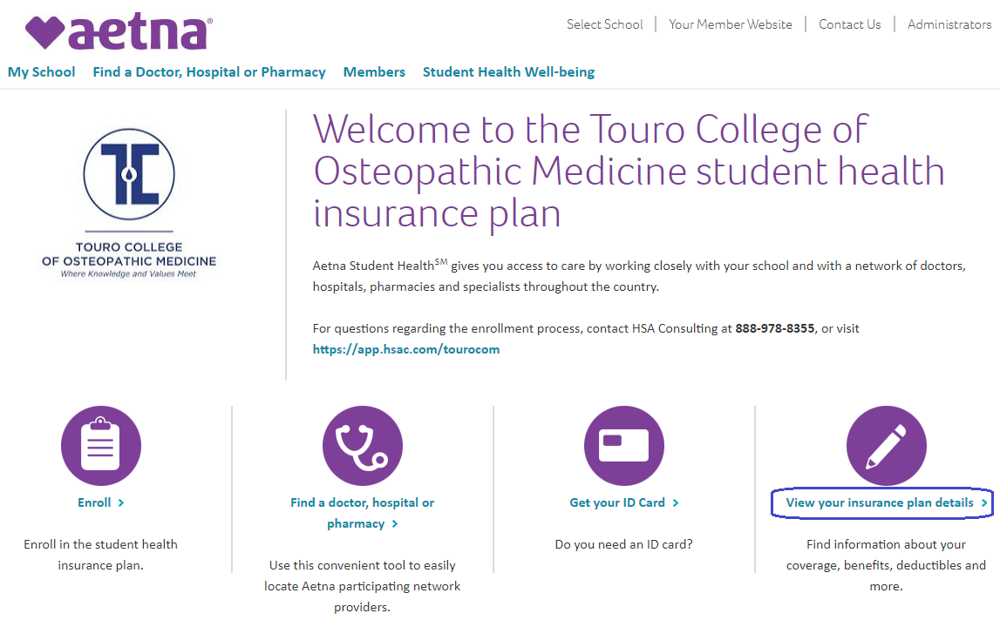 aetna®
Select School
Your Member Website
Contact Us
Administrators
My School
Find a Doctor, Hospital or Pharmacy
Members
Student Health Well-being
TC
TOURO COLLEGE
OF OSTEOPATHIC MEDICINE
Where Knowledge and Values Meet
Welcome to the Touro College of
Osteopathic Medicine student health
insurance plan
Aetna Student Health℠ gives you access to care by working closely with your school and with a network of doctors,
hospitals, pharmacies and specialists throughout the country.
For questions regarding the enrollment process, contact HSA Consulting at 888-978-8355, or visit
https://app.hsac.com/tourocom
Enroll >
Enroll in the student health
insurance plan.
Find a doctor, hospital or
pharmacy >
Use this convenient tool to easily
locate Aetna participating network
providers.
Get your ID Card >
Do you need an ID card?
View your insurance plan details >
Find information about your
coverage, benefits, deductibles and
more.